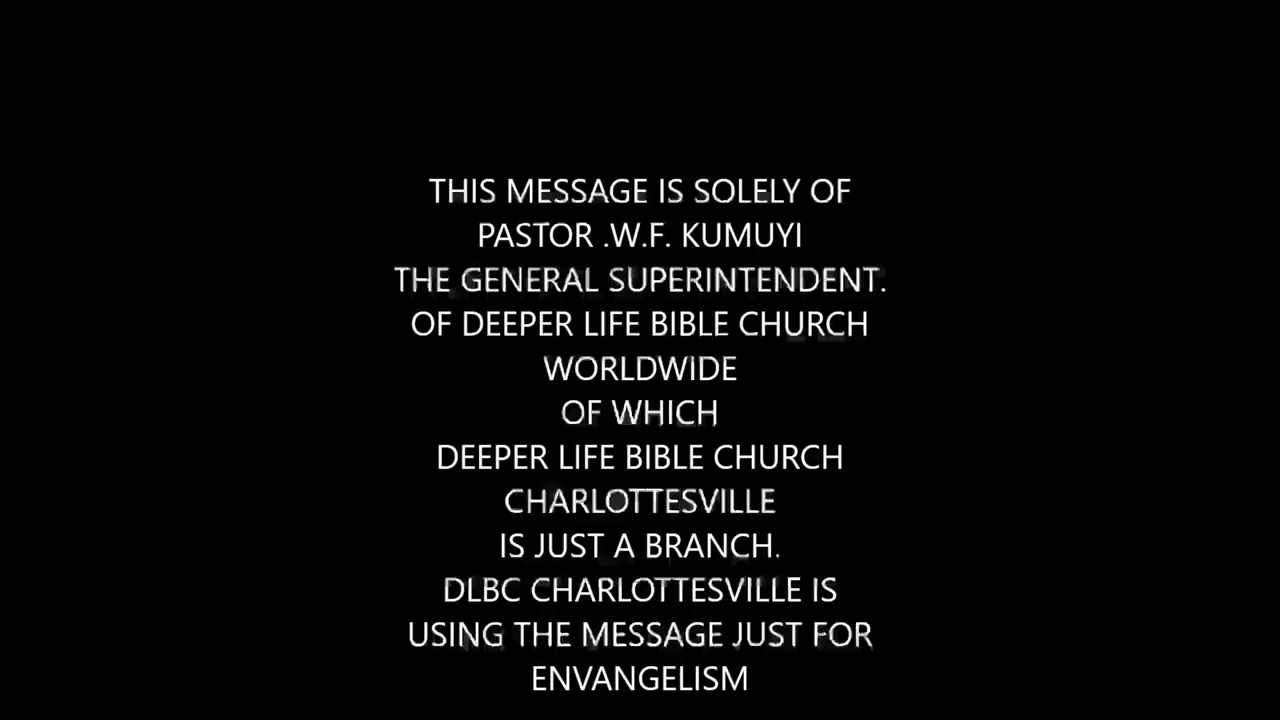 THIS MESSAGE IS SOLELY OF
PASTOR .W.F. KUMUYI
THE GENERAL SUPERINTENDENT.
OF DEEPER LIFE BIBLE CHURCH
WORLDWIDE
OF WHICH
DEEPER LIFE BIBLE CHURCH
CHARLOTTESVILLE
IS JUST A BRANCH.
DLBC CHARLOTTESVILLE IS
USING THE MESSAGE JUST FOR
ENVANGELISM